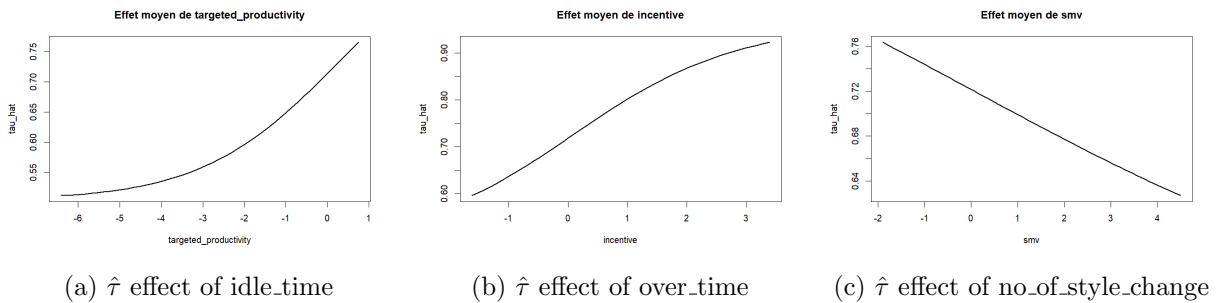 Effet moyen de targeted_productivity
tau_hat
0.55 0.60 0.65 0.70 0.75
-6 -5 -4 -3 -2 -1 0 1
targeted_productivity
(a) τ̂ effect of idle_time
Effet moyen de incentive
tau_hat
0.60 0.70 0.80 0.90
-1 0 1 2 3
incentive
(b) τ̂ effect of over_time
Effet moyen de smv
tau_hat
0.64 0.68 0.72 0.76
-2 -1 0 1 2 3 4
smv
(c) τ̂ effect of no_of_style_change